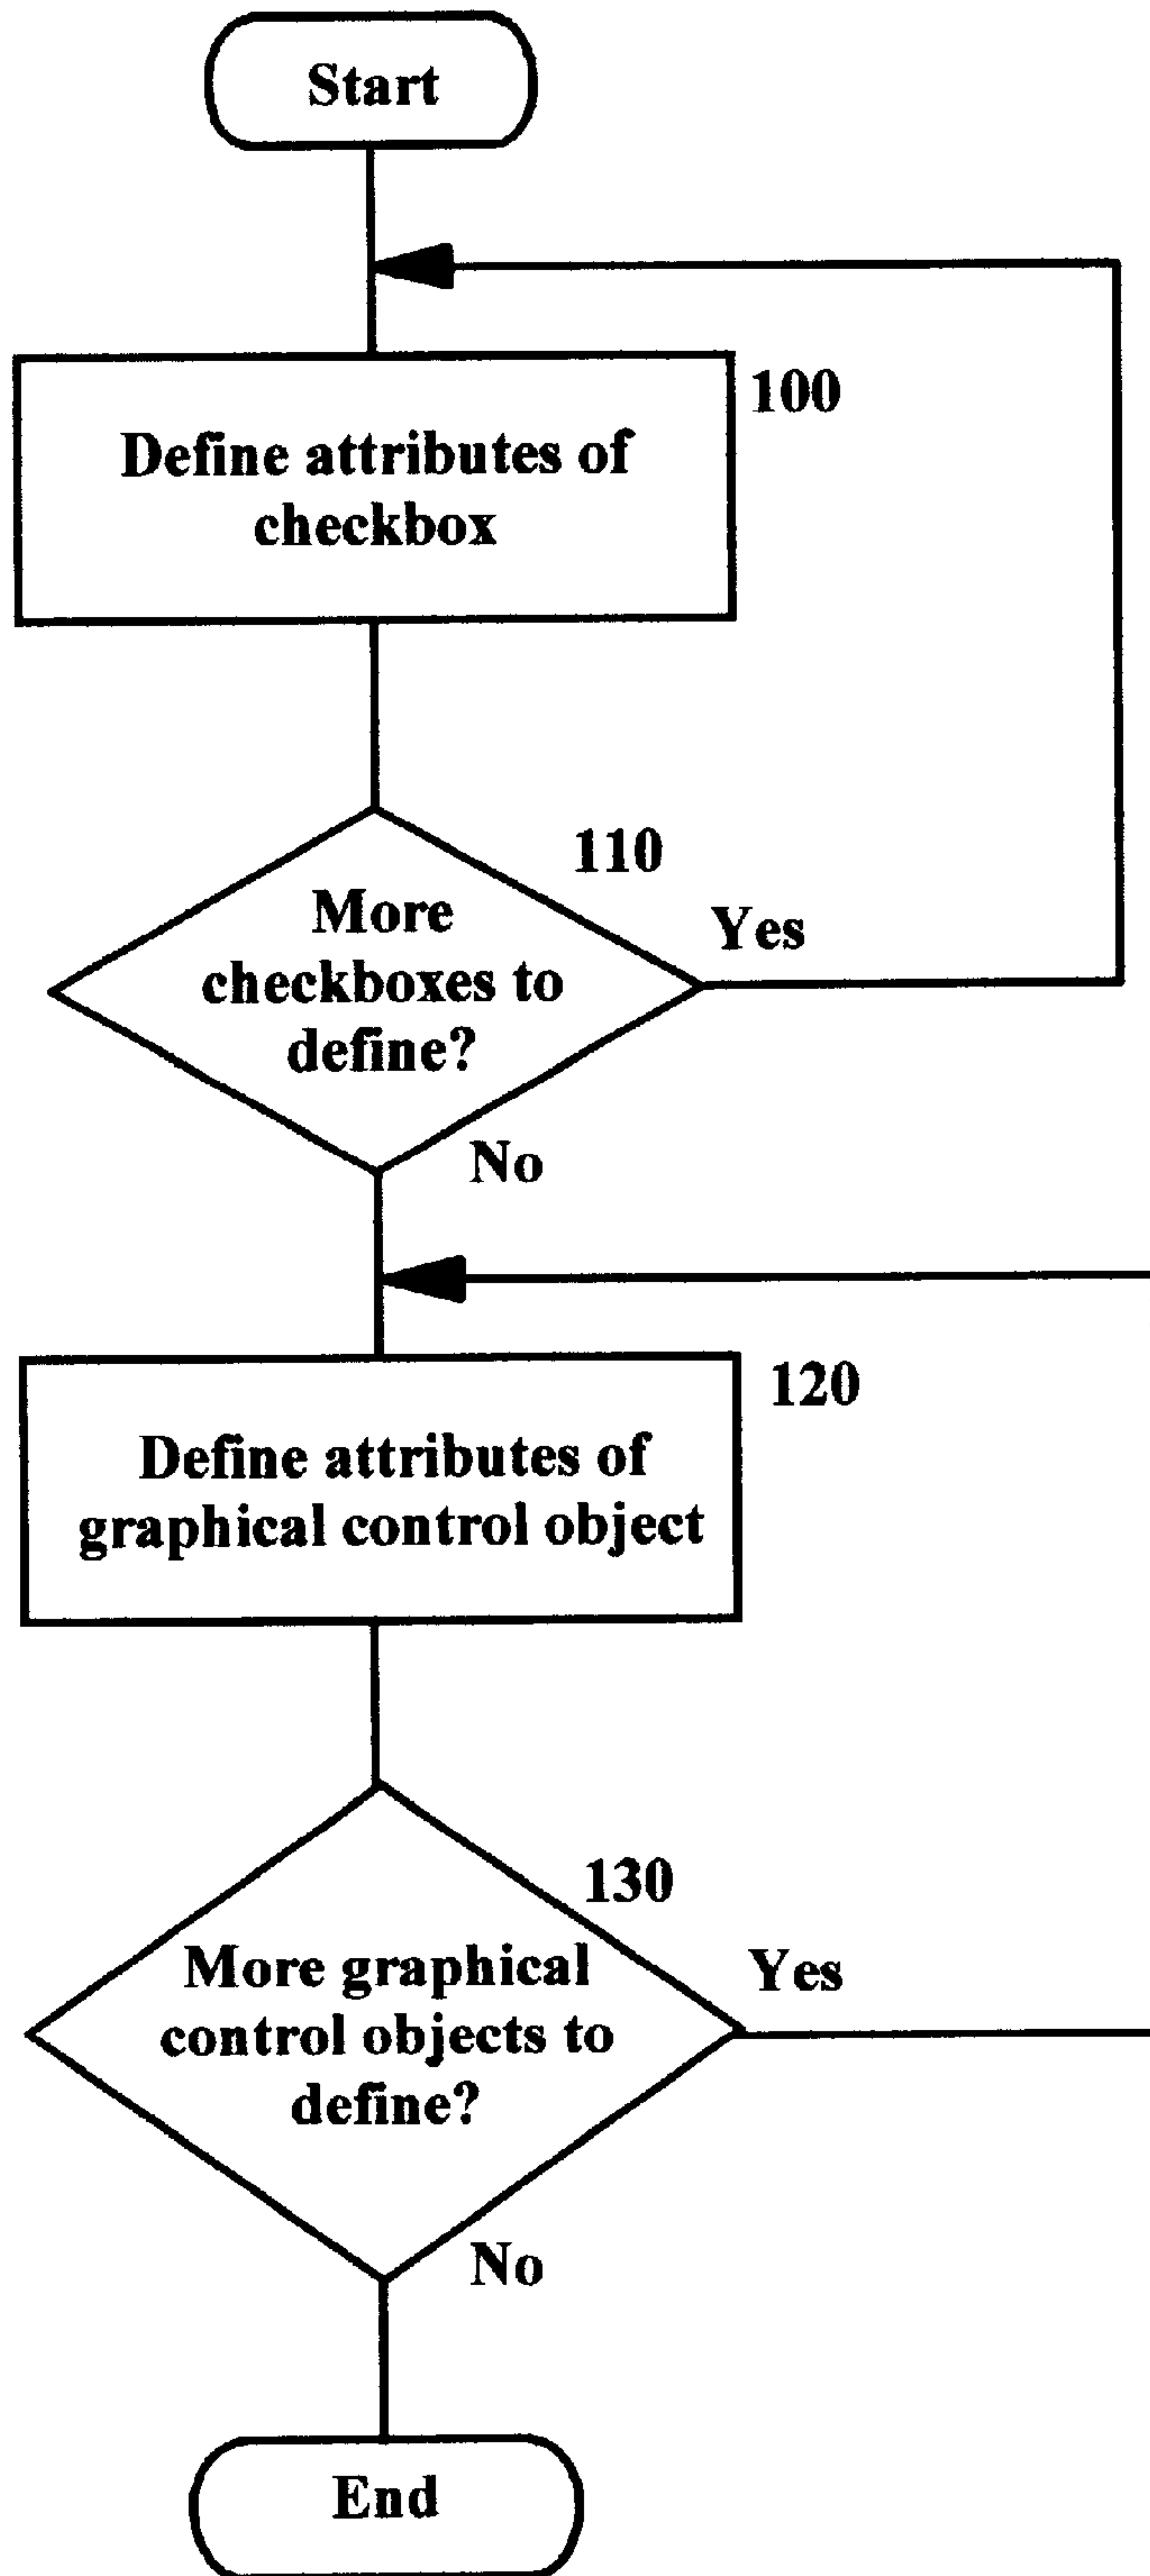 Start
100
Define attributes of
checkbox
110
More
checkboxes to
define?
Yes
No
120
Define attributes of
graphical control object
130
More graphical
control objects to
define?
Yes
No
End